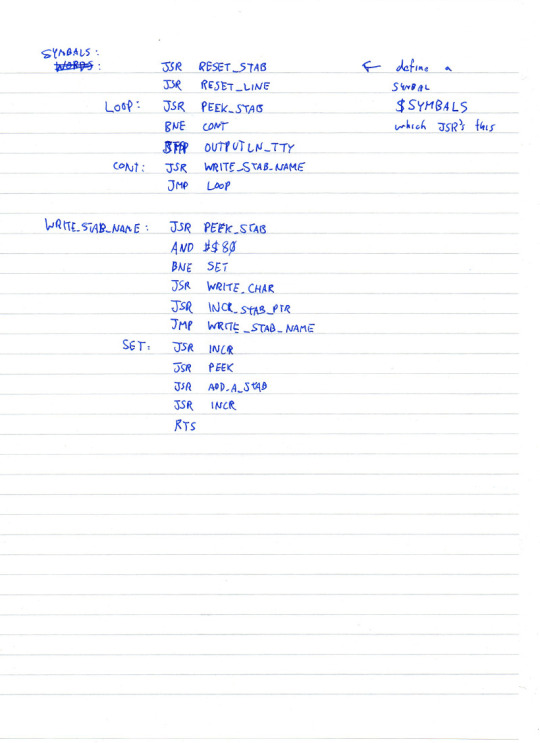 SYMBALS:
WORDS: JSR RESET_STAB ← define a
JSR RESET_LINE SYMBAL
LOOP: JSR PEEK_STAB $SYMBALS
BNE CONT which JSR's this
JMP OUTPUTLN_TTY
CONT: JSR WRITE_STAB_NAME
JMP LOOP
WRITE_STAB_NAME: JSR PEEK_STAB
AND #$80
BNE SET
JSR WRITE_CHAR
JSR INCR_STAB_PTR
JMP WRITE_STAB_NAME
SET: JSR INCR
JSR PEEK
JSR ADD_A_STAB
JSR INCR
RTS